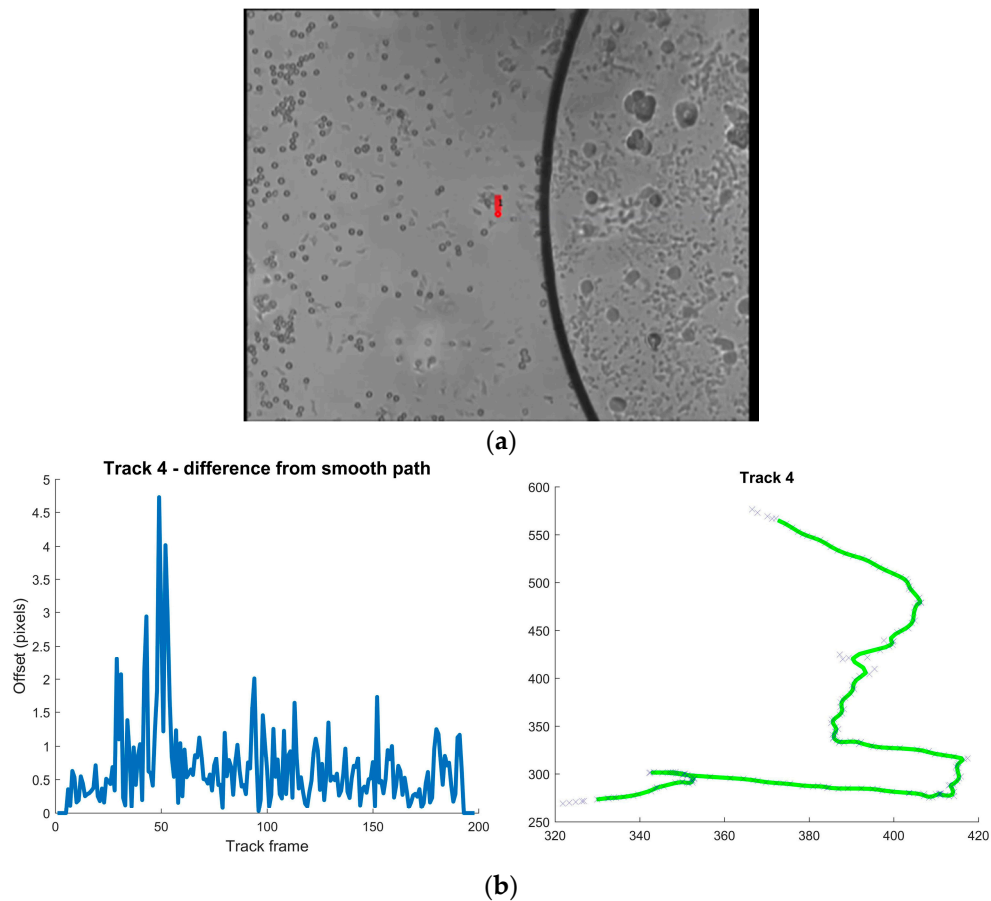 (a)
Track 4 - difference from smooth path
5
4.5
4
3.5
3
2.5
2
1.5
1
0.5
0
Offset (pixels)
0 50 100 150 200
Track frame
Track 4
600
550
500
450
400
350
300
250
320 340 360 380 400 420
(b)